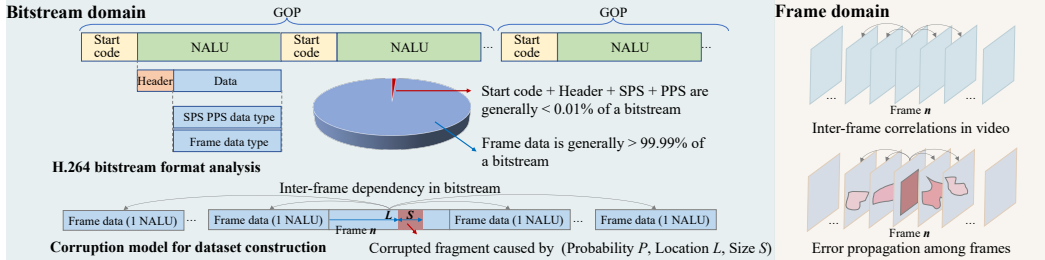 Bitstream domain
GOP
GOP
Start code
NALU
Start code
NALU
...
Start code
NALU
...
Header
Data
SPS PPS data type
Frame data type
Start code + Header + SPS + PPS are
generally < 0.01% of a bitstream
Frame data is generally > 99.99% of
a bitstream
H.264 bitstream format analysis
Inter-frame dependency in bitstream
Frame data (1 NALU)
...
Frame data (1 NALU)
L
S
Frame data (1 NALU)
...
Frame data (1 NALU)
Frame n
Corruption model for dataset construction
Corrupted fragment caused by (Probability P, Location L, Size S)
Frame domain
...
...
Frame n
Inter-frame correlations in video
...
...
Frame n
Error propagation among frames